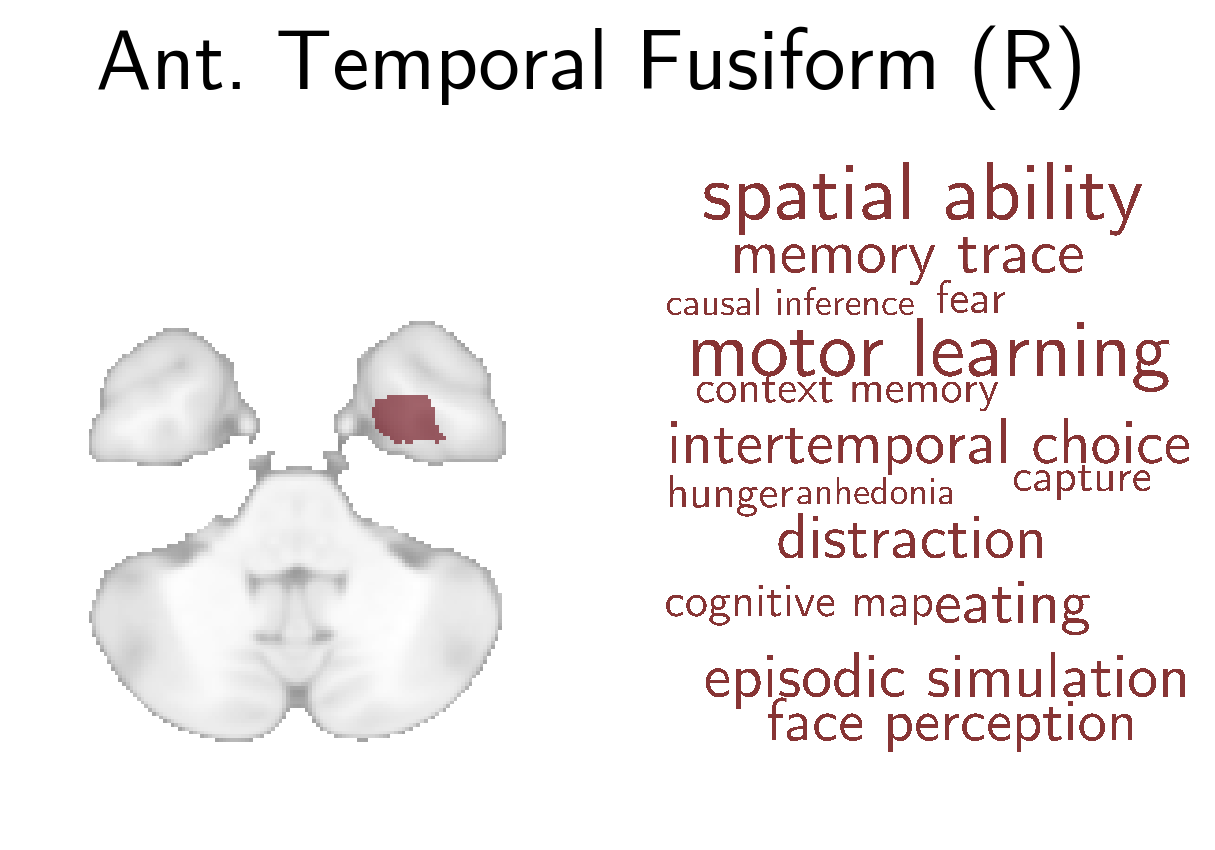 Ant. Temporal Fusiform (R)
spatial ability
memory trace
causal inference fear
motor learning
context memory
intertemporal choice
capture
hunger anhedonia
distraction
cognitive map eating
episodic simulation
face perception